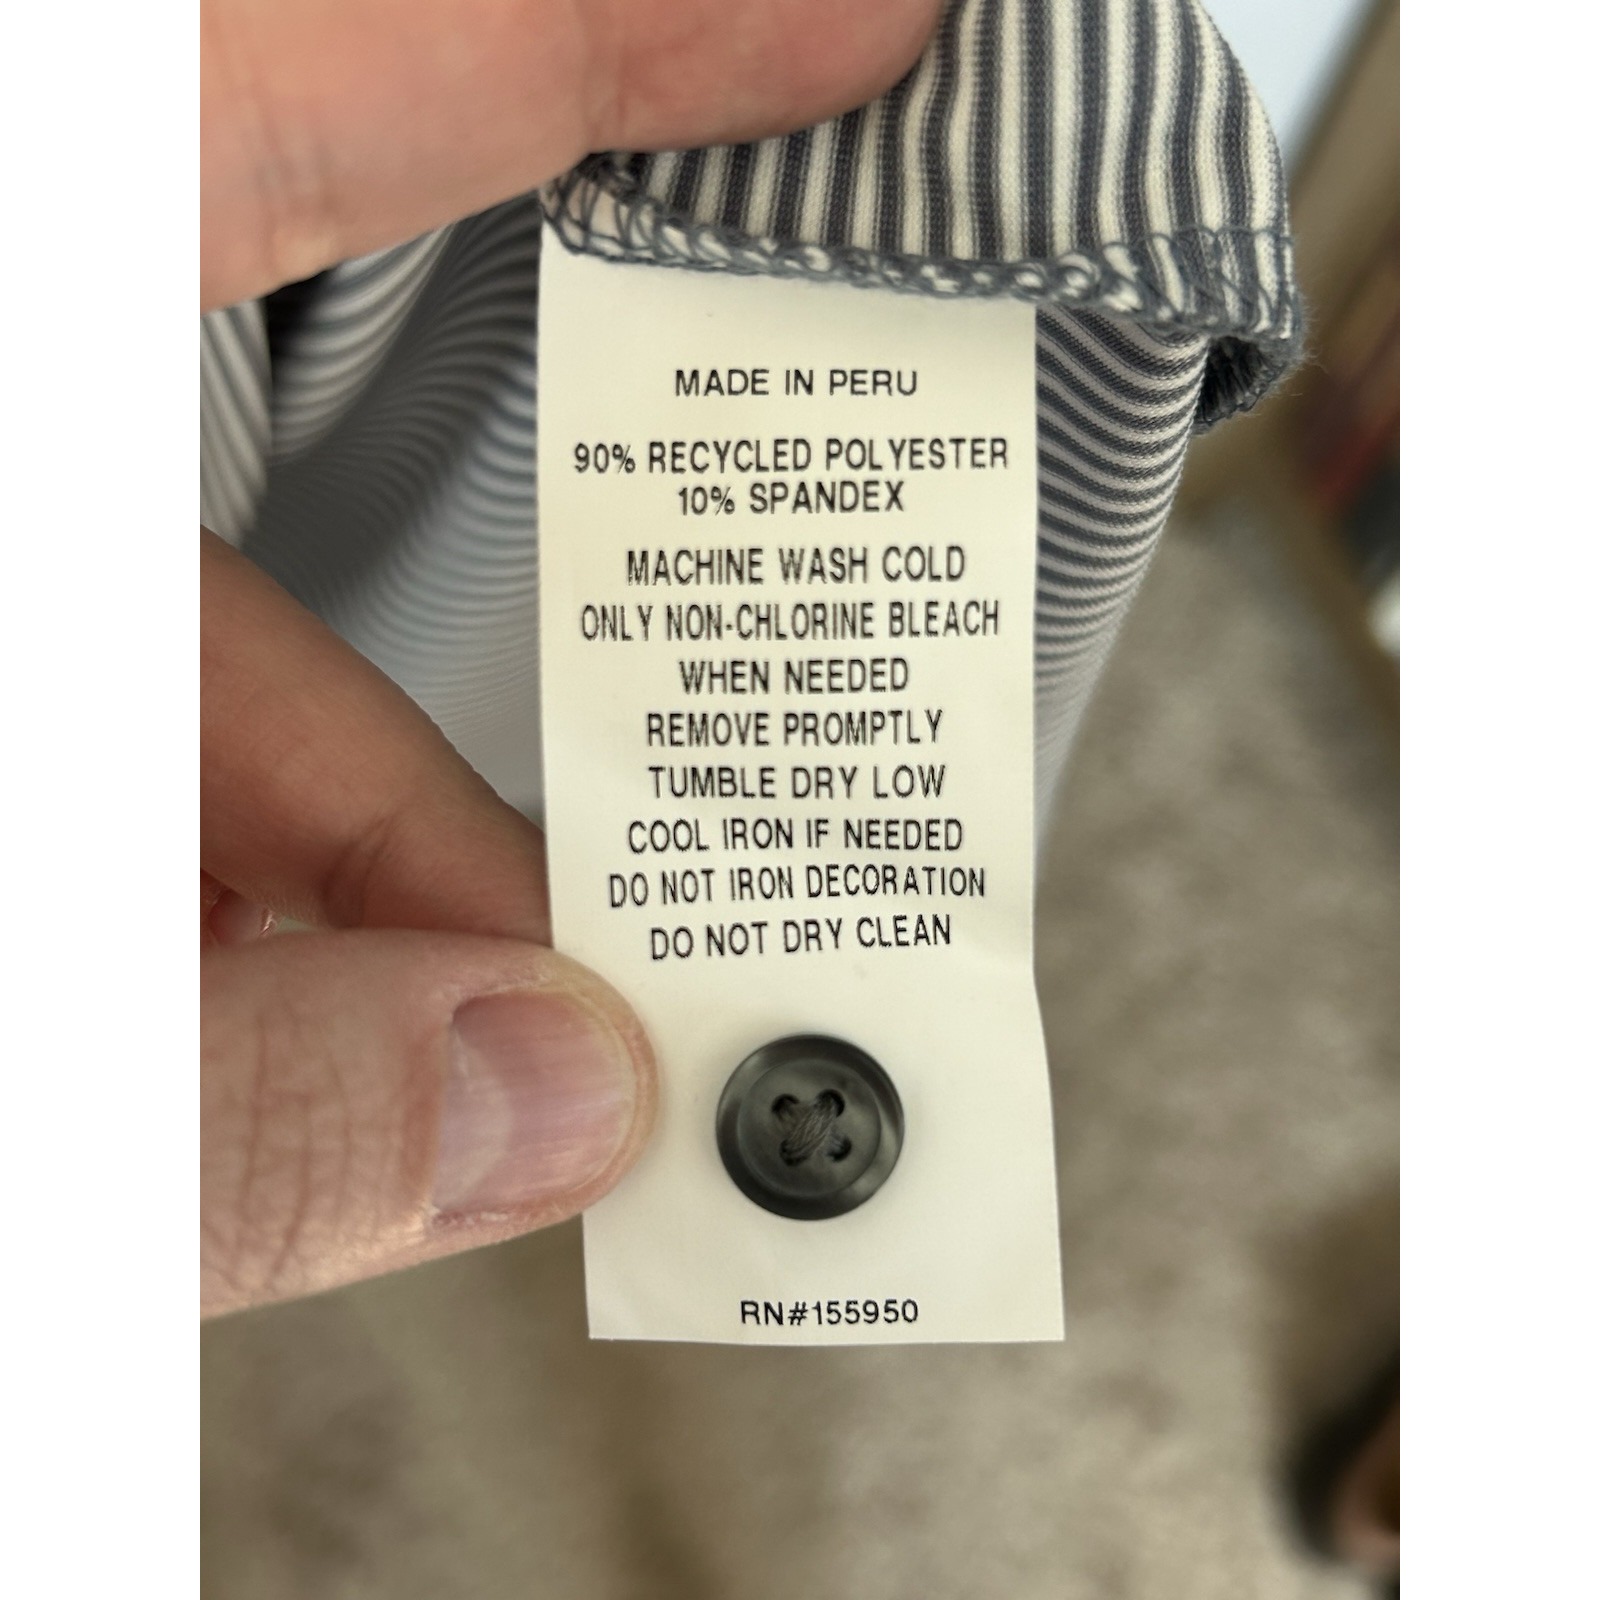 MADE IN PERU
90% RECYCLED POLYESTER
10% SPANDEX
MACHINE WASH COLD
ONLY NON-CHLORINE BLEACH
WHEN NEEDED
REMOVE PROMPTLY
TUMBLE DRY LOW
COOL IRON IF NEEDED
DO NOT IRON DECORATION
DO NOT DRY CLEAN
RN#155950